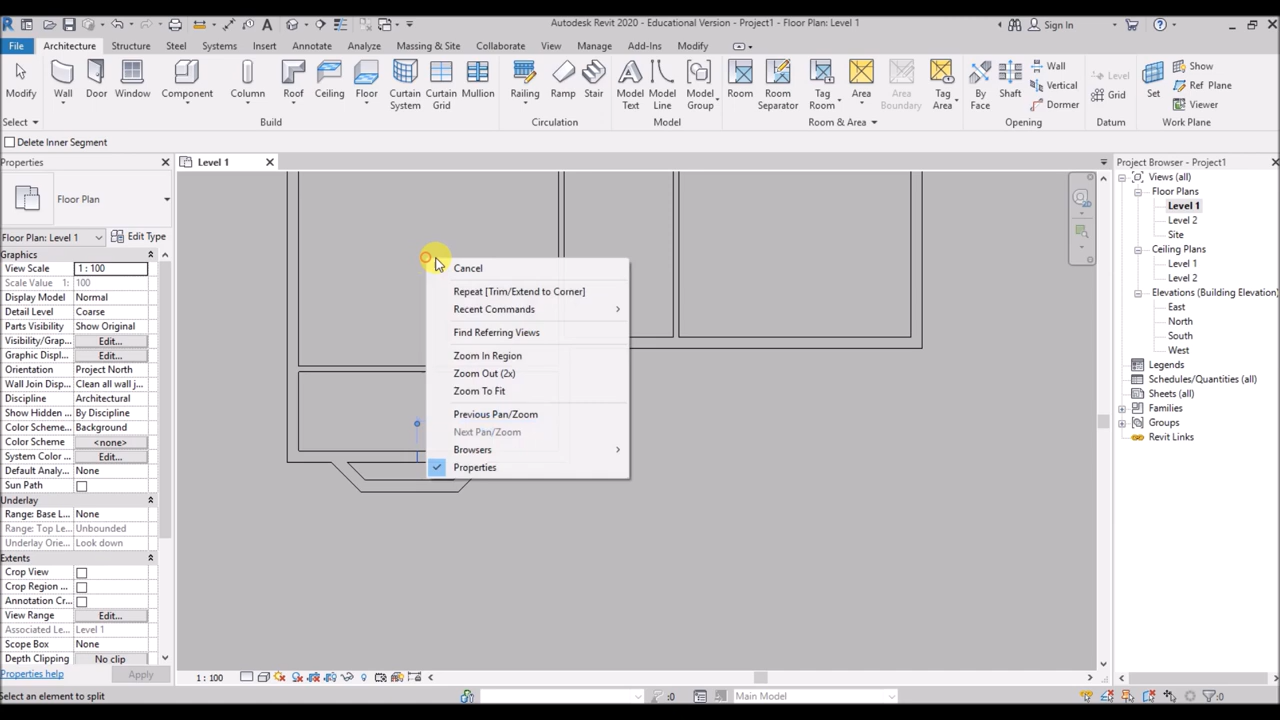 Autodesk Revit 2020 - Educational Version - Project1 - Floor Plan: Level 1
Sign In
File Architecture Structure Steel Systems Insert Annotate Analyze Massing & Site Collaborate View Manage Add-Ins Modify
Modify Wall Door Window Component Column Roof Ceiling Floor Curtain System Curtain Grid Mullion Railing Ramp Stair Model Text Model Line Model Group Room Room Separator Tag Room Area Area Boundary Tag Area By Face Shaft Wall Vertical Dormer Level Grid Set Show Ref Plane Viewer
Select Build Circulation Model Room & Area Opening Datum Work Plane
Delete Inner Segment
Properties
Floor Plan
Floor Plan: Level 1 Edit Type
Graphics
View Scale 1 : 100
Scale Value 1: 100
Display Model Normal
Detail Level Coarse
Parts Visibility Show Original
Visibility/Grap... Edit...
Graphic Displ... Edit...
Orientation Project North
Wall Join Disp... Clean all wall j...
Discipline Architectural
Show Hidden ... By Discipline
Color Scheme ... Background
Color Scheme <none>
System Color ... Edit...
Default Analy... None
Sun Path
Underlay
Range: Base L... None
Range: Top Le... Unbounded
Underlay Orie... Look down
Extents
Crop View
Crop Region ...
Annotation Cr...
View Range Edit...
Associated Le... Level 1
Scope Box None
Depth Clipping No clip
Properties help Apply
Level 1
Cancel
Repeat [Trim/Extend to Corner]
Recent Commands
Find Referring Views
Zoom In Region
Zoom Out (2x)
Zoom To Fit
Previous Pan/Zoom
Next Pan/Zoom
Browsers
Properties
Project Browser - Project1
Views (all)
Floor Plans
Level 1
Level 2
Site
Ceiling Plans
Level 1
Level 2
Elevations (Building Elevation)
East
North
South
West
Legends
Schedules/Quantities (all)
Sheets (all)
Families
Groups
Revit Links
1 : 100
Select an element to split
:0
Main Model
:0